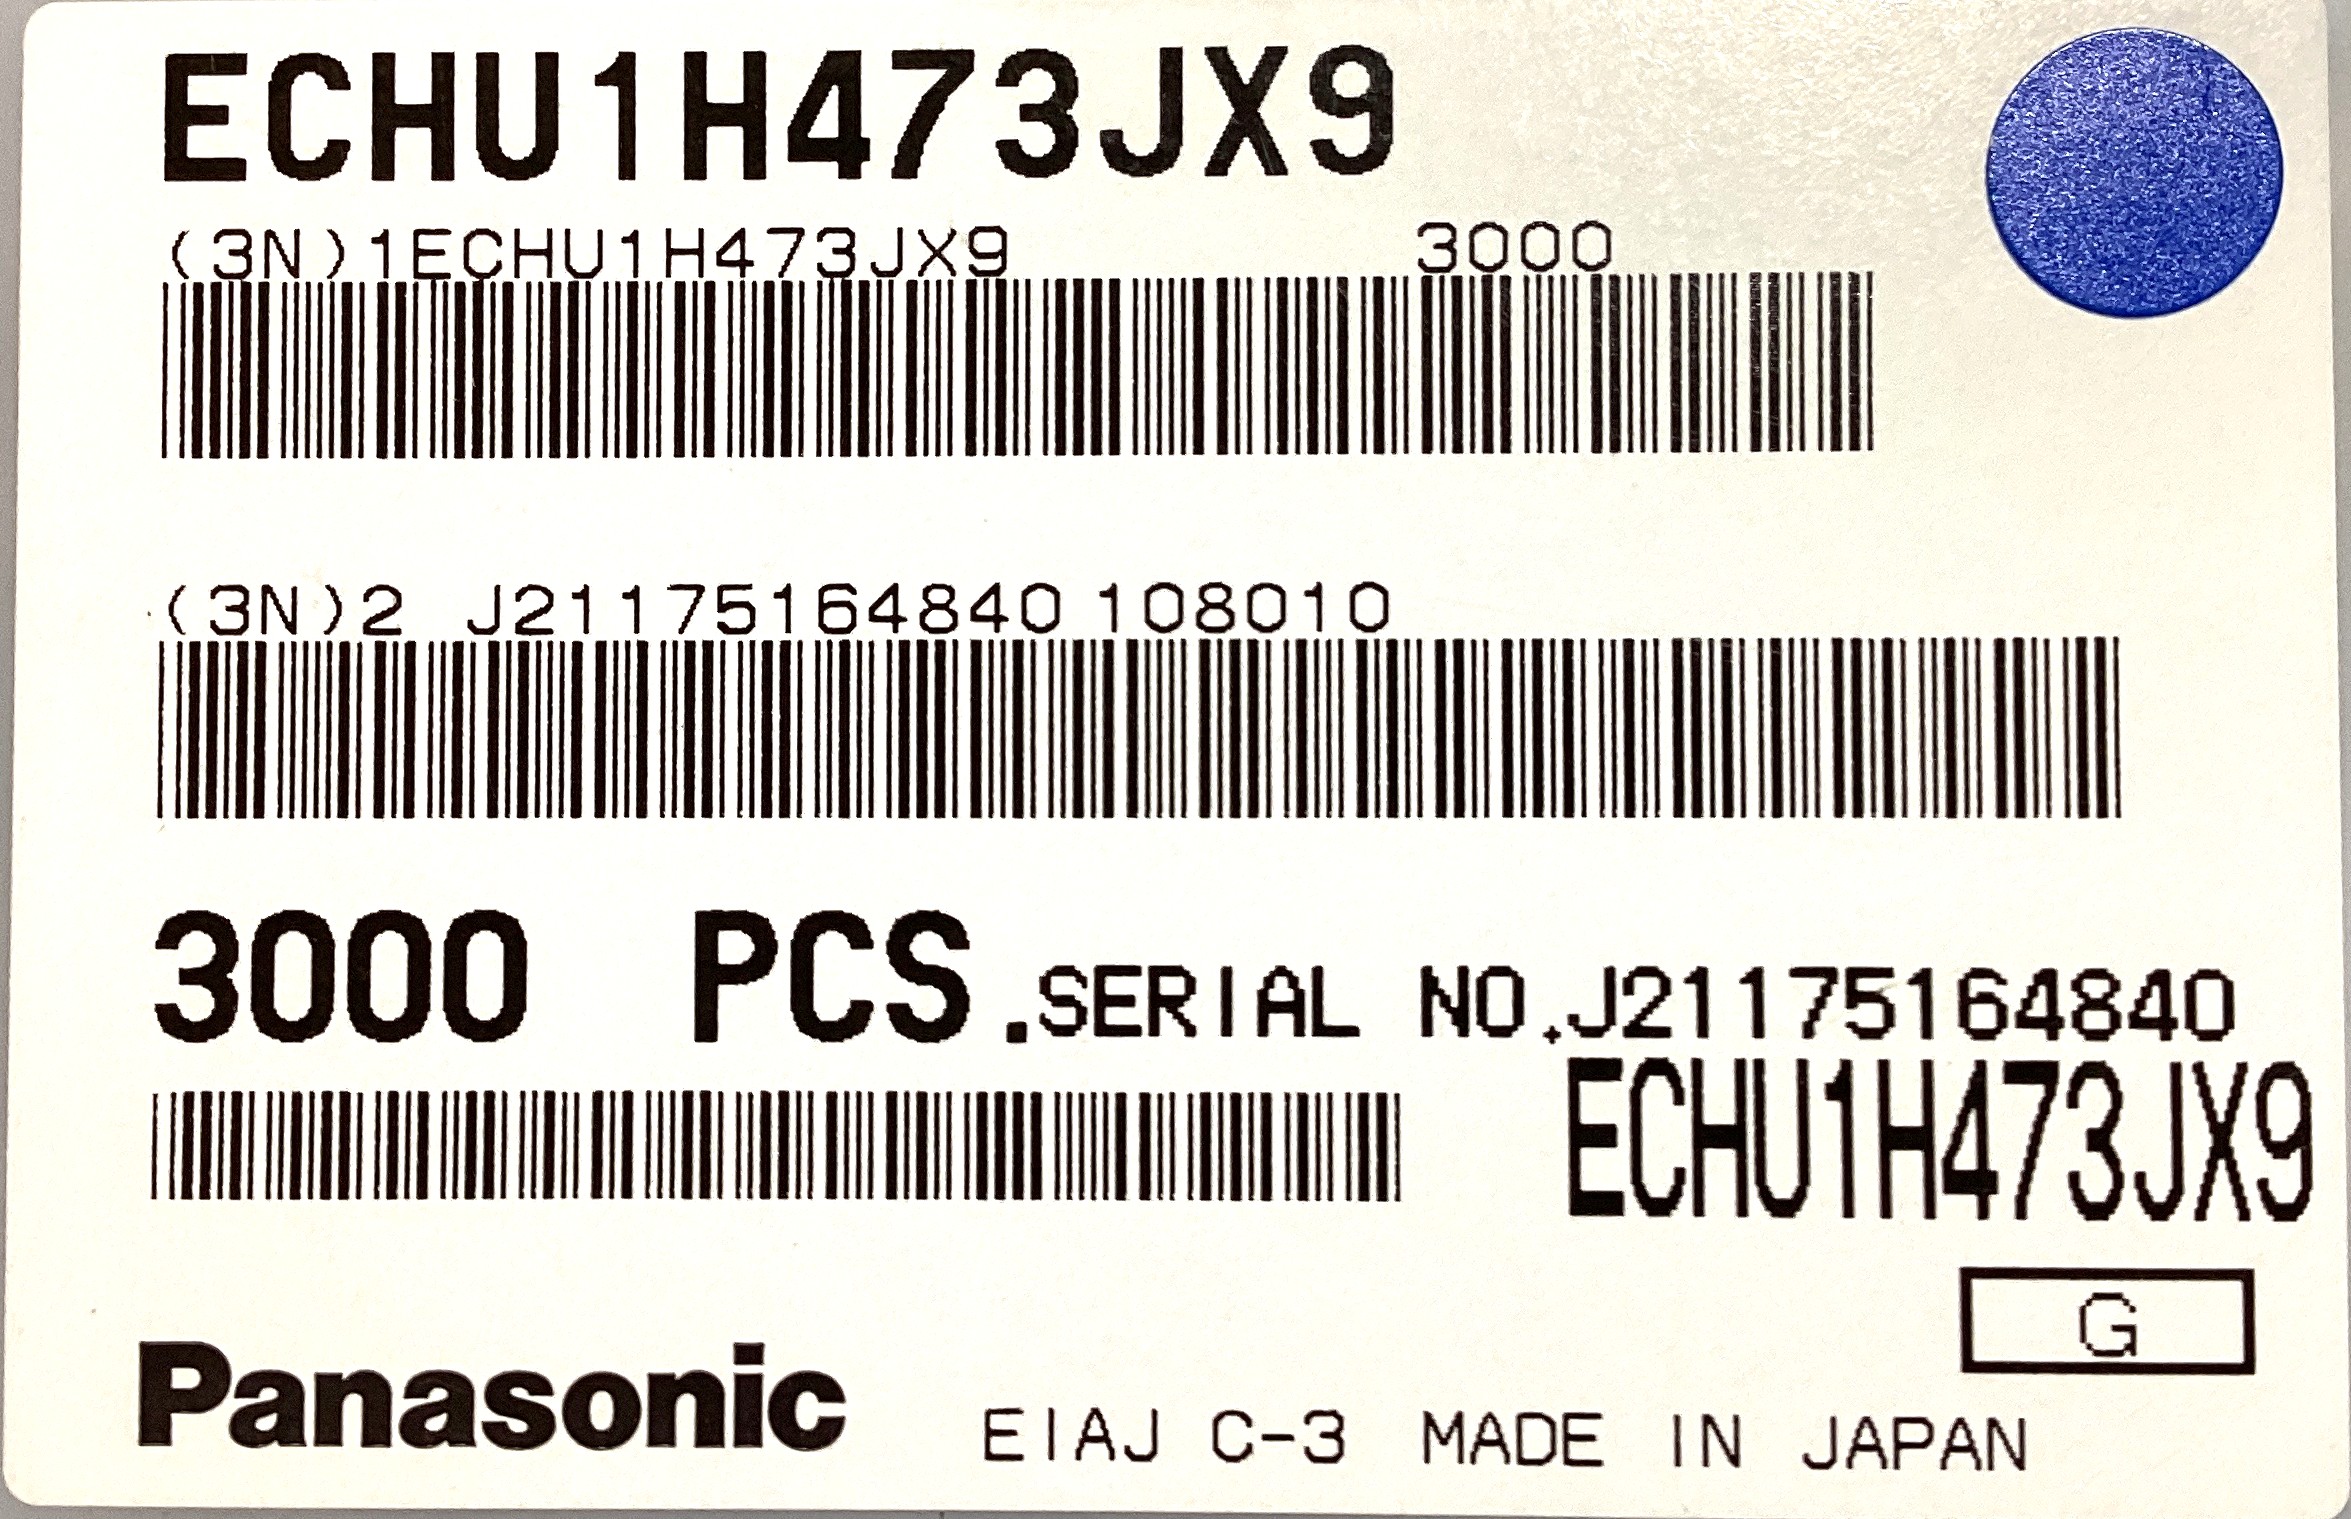 ECHU1H473JX9
(3N)1ECHU1H473JX9 3000
(3N)2 J21175164840 108010
3000 PCS.SERIAL NO.J21175164840
ECHU1H473JX9
G
Panasonic EIAJ C-3 MADE IN JAPAN